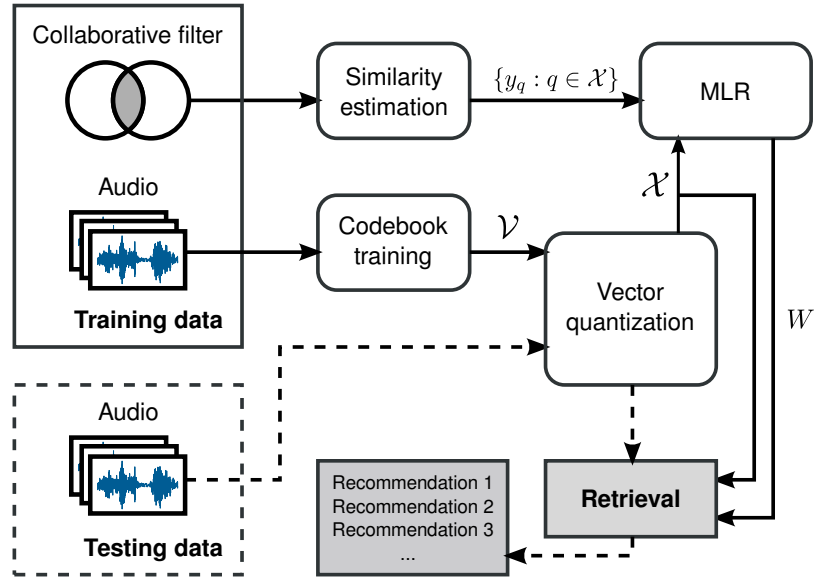 Collaborative filter
Similarity
estimation
{y_q : q ∈ 𝒳}
MLR
Audio
Codebook
training
𝒱
𝒳
Vector
quantization
W
Training data
Audio
Testing data
Recommendation 1
Recommendation 2
Recommendation 3
...
Retrieval